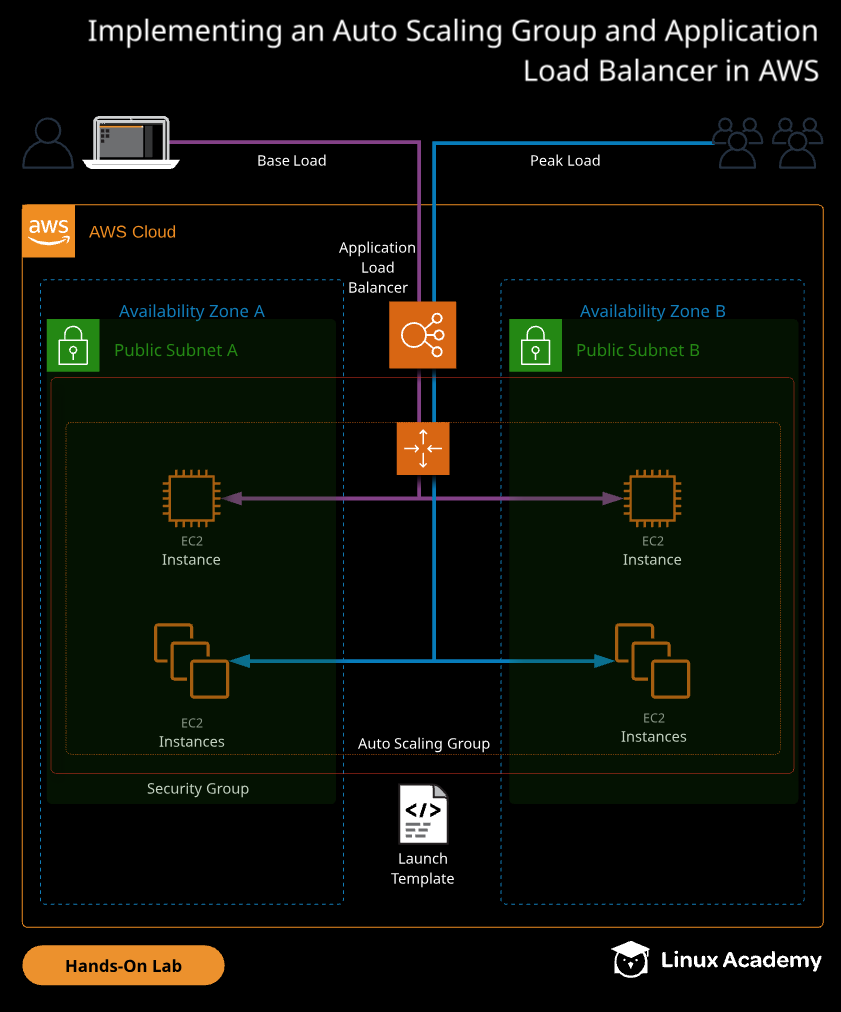 Implementing an Auto Scaling Group and Application
Load Balancer in AWS
Base Load
Peak Load
aws
AWS Cloud
Application
Load
Balancer
Availability Zone A
Availability Zone B
Public Subnet A
Public Subnet B
EC2
Instance
EC2
Instance
EC2
Instances
EC2
Instances
Auto Scaling Group
Security Group
</>
Launch
Template
Hands-On Lab
Linux Academy